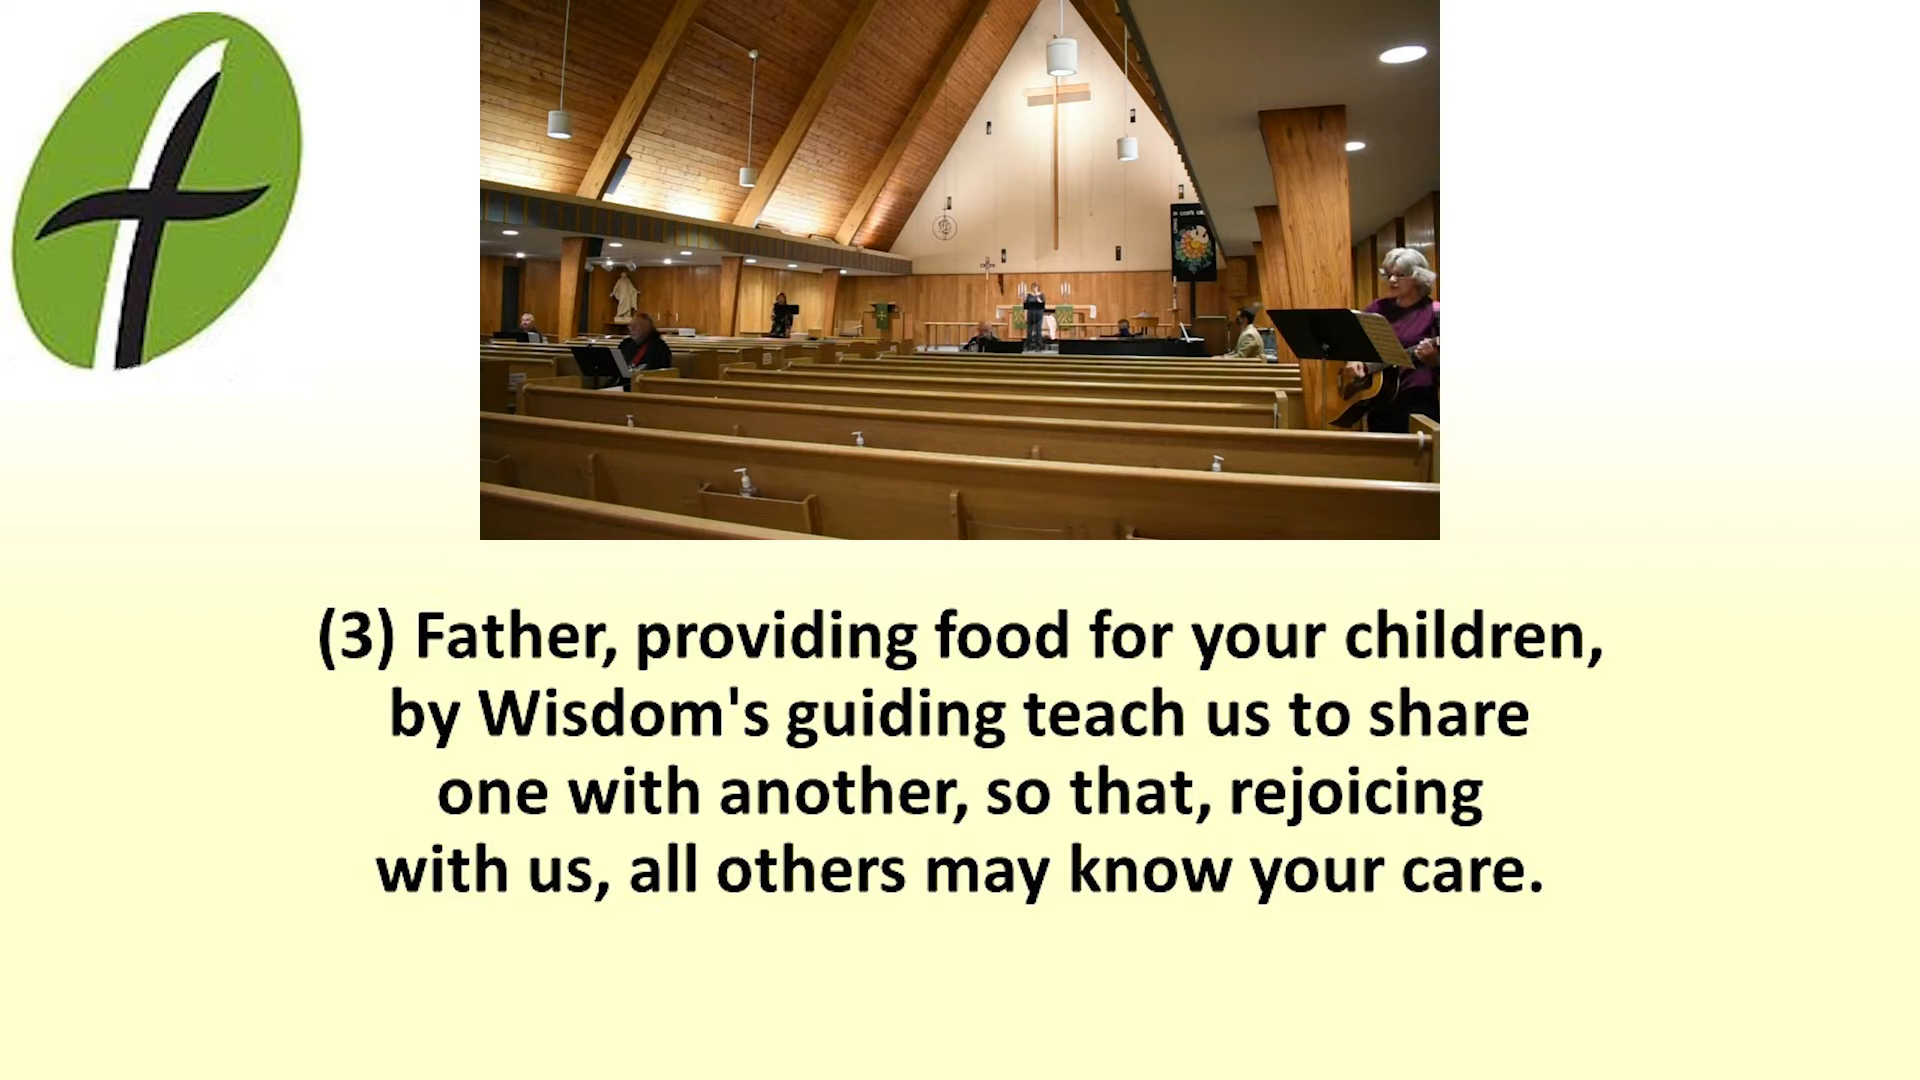 (3) Father, providing food for your children,
by Wisdom's guiding teach us to share
one with another, so that, rejoicing
with us, all others may know your care.